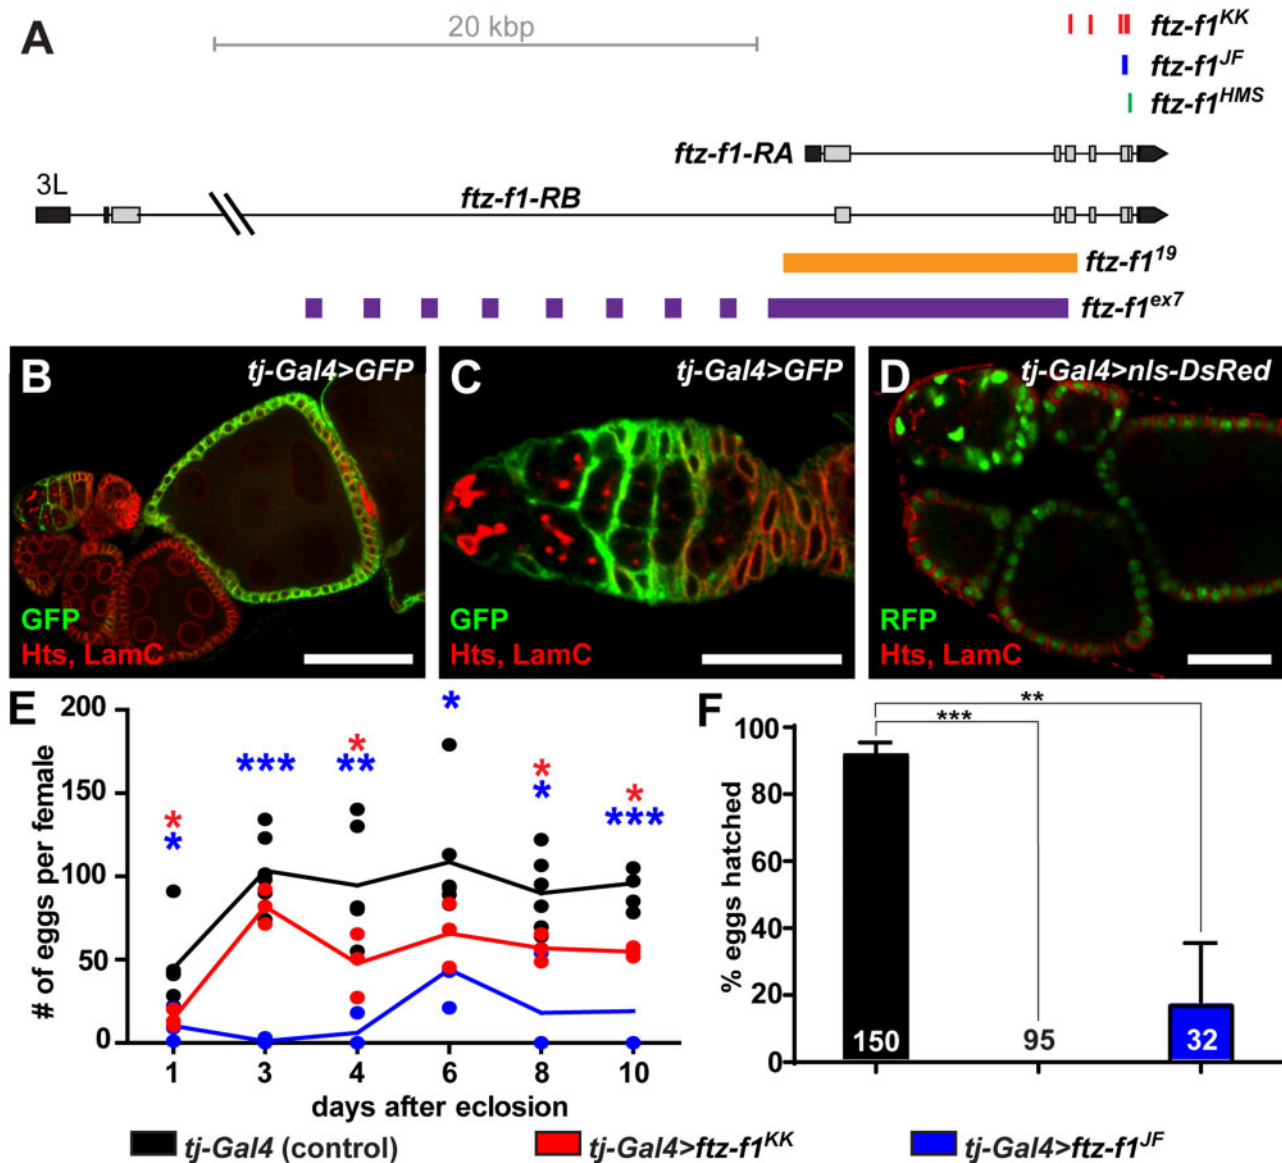 A
20 kbp
ftz-f1KK
ftz-f1JF
ftz-f1HMS
ftz-f1-RA
3L
ftz-f1-RB
ftz-f119
ftz-f1ex7
B
tj-Gal4>GFP
GFP
Hts, LamC
C
tj-Gal4>GFP
GFP
Hts, LamC
D
tj-Gal4>nls-DsRed
RFP
Hts, LamC
E
# of eggs per female
200
150
100
50
0
*
*
***
*
**
*
*
*
*
***
1 3 4 6 8 10
days after eclosion
F
% eggs hatched
100
80
60
40
20
0
**
***
150
95
32
tj-Gal4 (control)
tj-Gal4>ftz-f1KK
tj-Gal4>ftz-f1JF